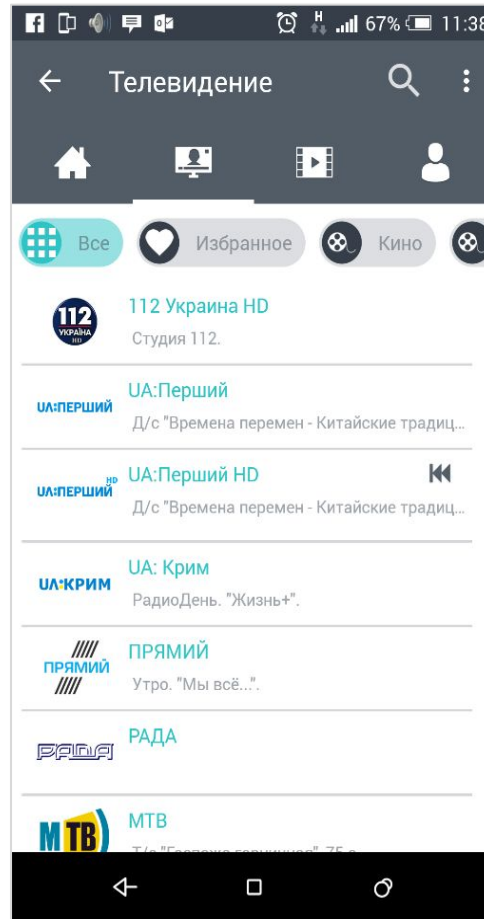 H 67% 11:38
Телевидение
Все Избранное Кино
112 УКРАЇНА HD
112 Украина HD
Студия 112.
UA:ПЕРШИЙ
UA:Перший
Д/с "Времена перемен - Китайские традиц...
UA:ПЕРШИЙ HD
UA:Перший HD
Д/с "Времена перемен - Китайские традиц...
UA:КРИМ
UA: Крим
РадиоДень. "Жизнь+".
ПРЯМИЙ
ПРЯМИЙ
Утро. "Мы всё...".
РАДА
РАДА
МТВ
МТВ